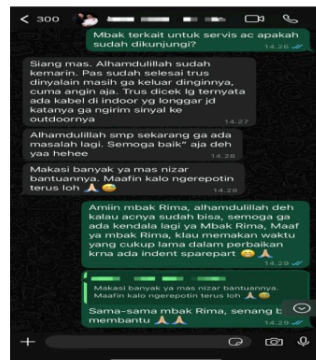 300
Mbak terkait untuk servis ac apakah
sudah dikunjungi?
14.26
Siang mas. Alhamdulillah sudah
kemarin. Pas sudah selesai trus
dinyalain masih ga keluar dinginnya,
cuma angin aja. Trus dicek lg ternyata
ada kabel di indoor yg longgar jd
katanya ga ngirim sinyal ke
outdoornya
14.27
Alhamdulillah smp sekarang ga ada
masalah lagi. Semoga baik" aja deh
yaa hehee
14.28
Makasi banyak ya mas nizar
bantuannya. Maafin kalo ngerepotin
terus loh 🙏😄
14.28
Amiin mbak Rima, alhamdulillah deh
kalau acnya sudah bisa, semoga ga
ada kendala lagi ya Mbak Rima, Maaf
ya mbak Rima, klau memakan waktu
yang cukup lama dalam perbaikan
krna ada indent sparepart 😄🙏
14.29
Makasi banyak ya mas nizar bantuannya.
Maafin kalo ngerepotin terus loh 🙏😄
Sama-sama mbak Rima, senang b
membantu 🙏🙏
14.29